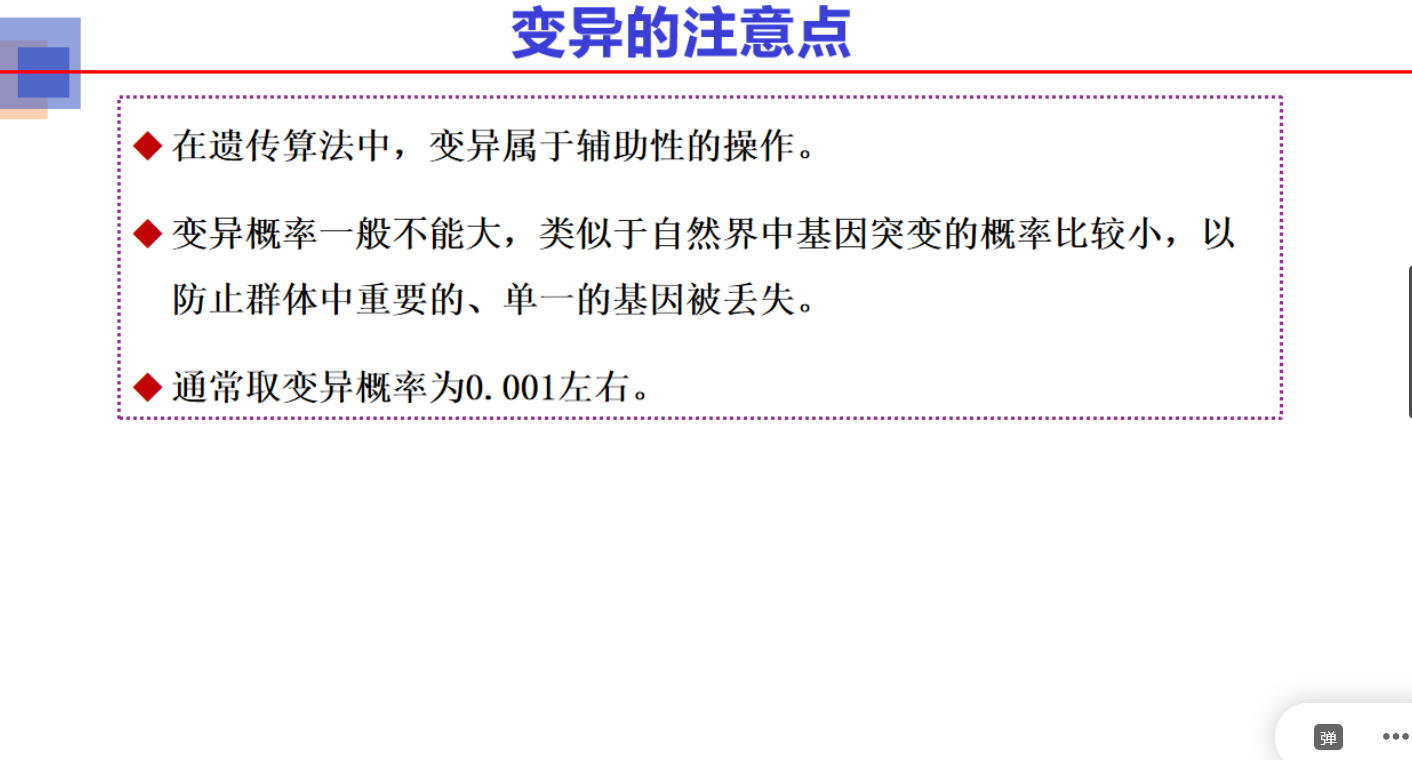 变异的注意点
在遗传算法中，变异属于辅助性的操作。
变异概率一般不能大，类似于自然界中基因突变的概率比较小，以
防止群体中重要的、单一的基因被丢失。
通常取变异概率为0.001左右。
弹